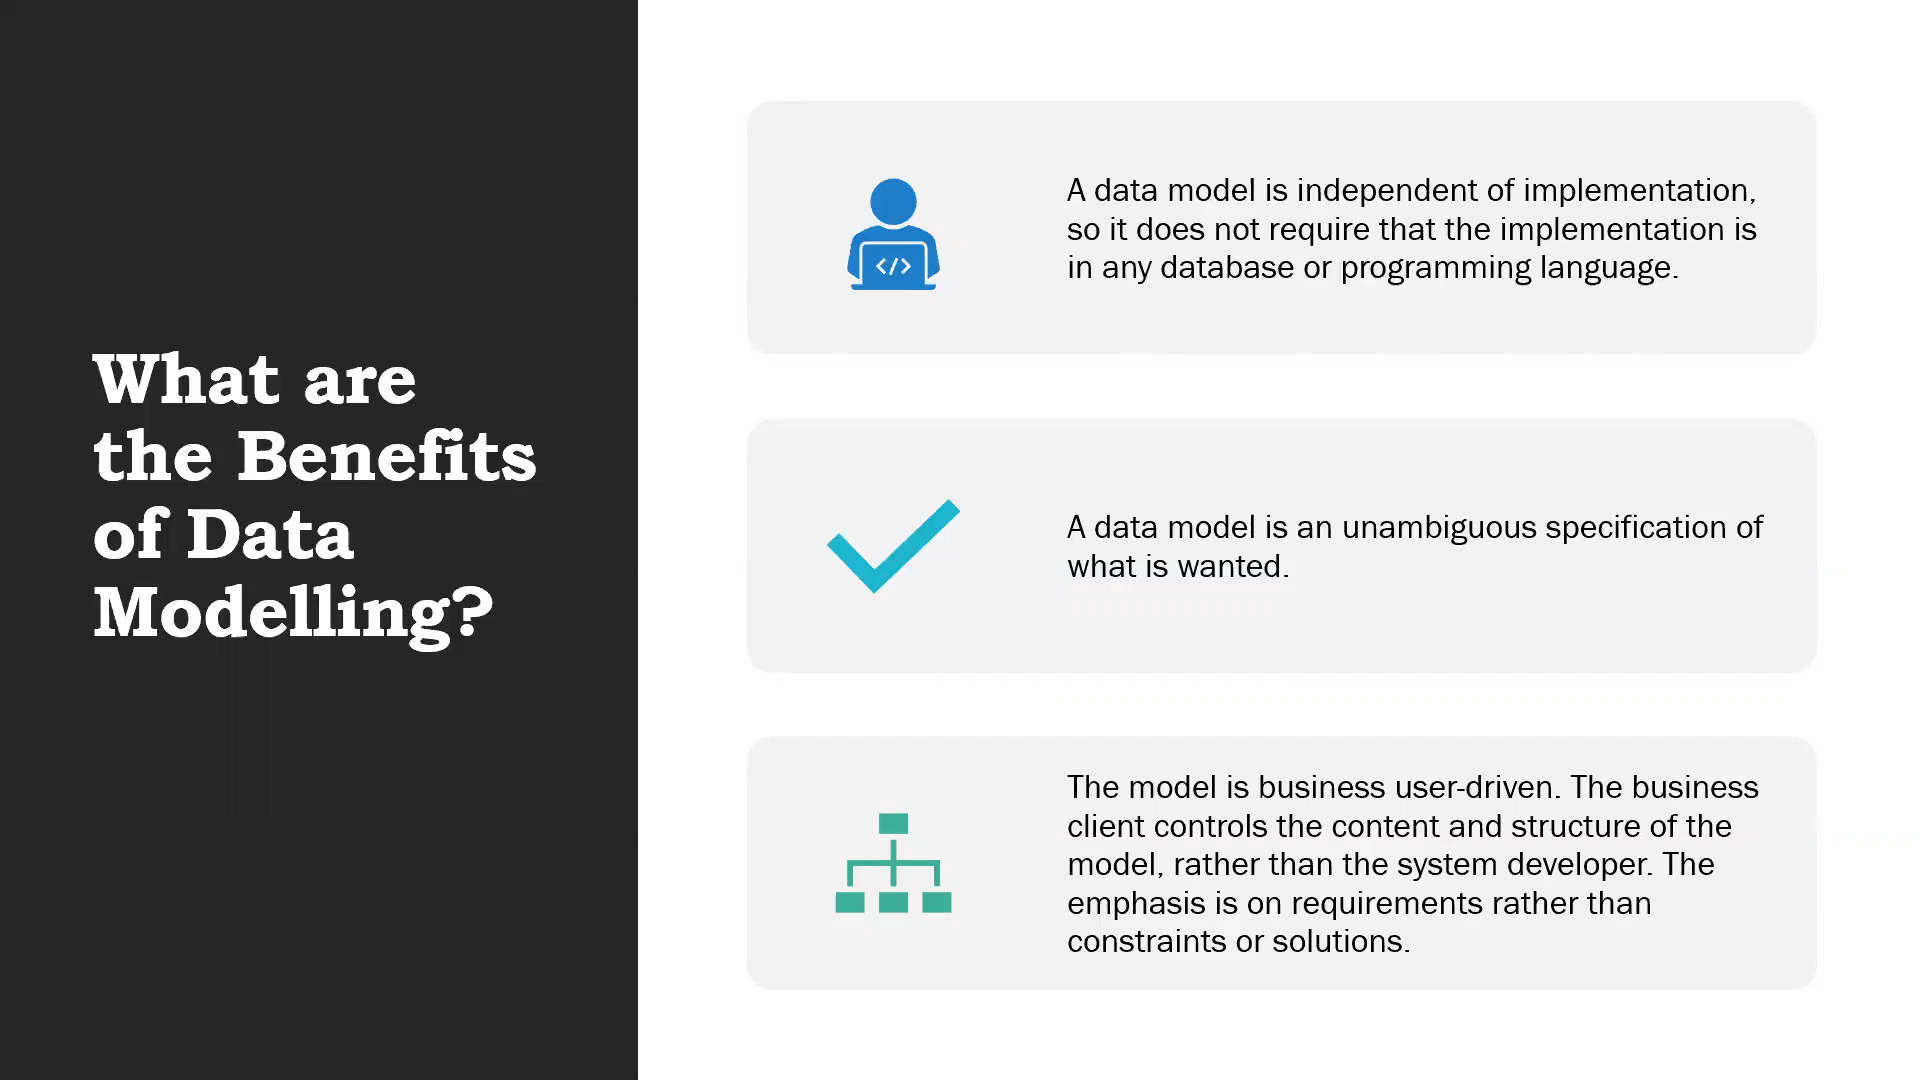 What are
the Benefits
of Data
Modelling?
</>
A data model is independent of implementation,
so it does not require that the implementation is
in any database or programming language.
A data model is an unambiguous specification of
what is wanted.
The model is business user-driven. The business
client controls the content and structure of the
model, rather than the system developer. The
emphasis is on requirements rather than
constraints or solutions.